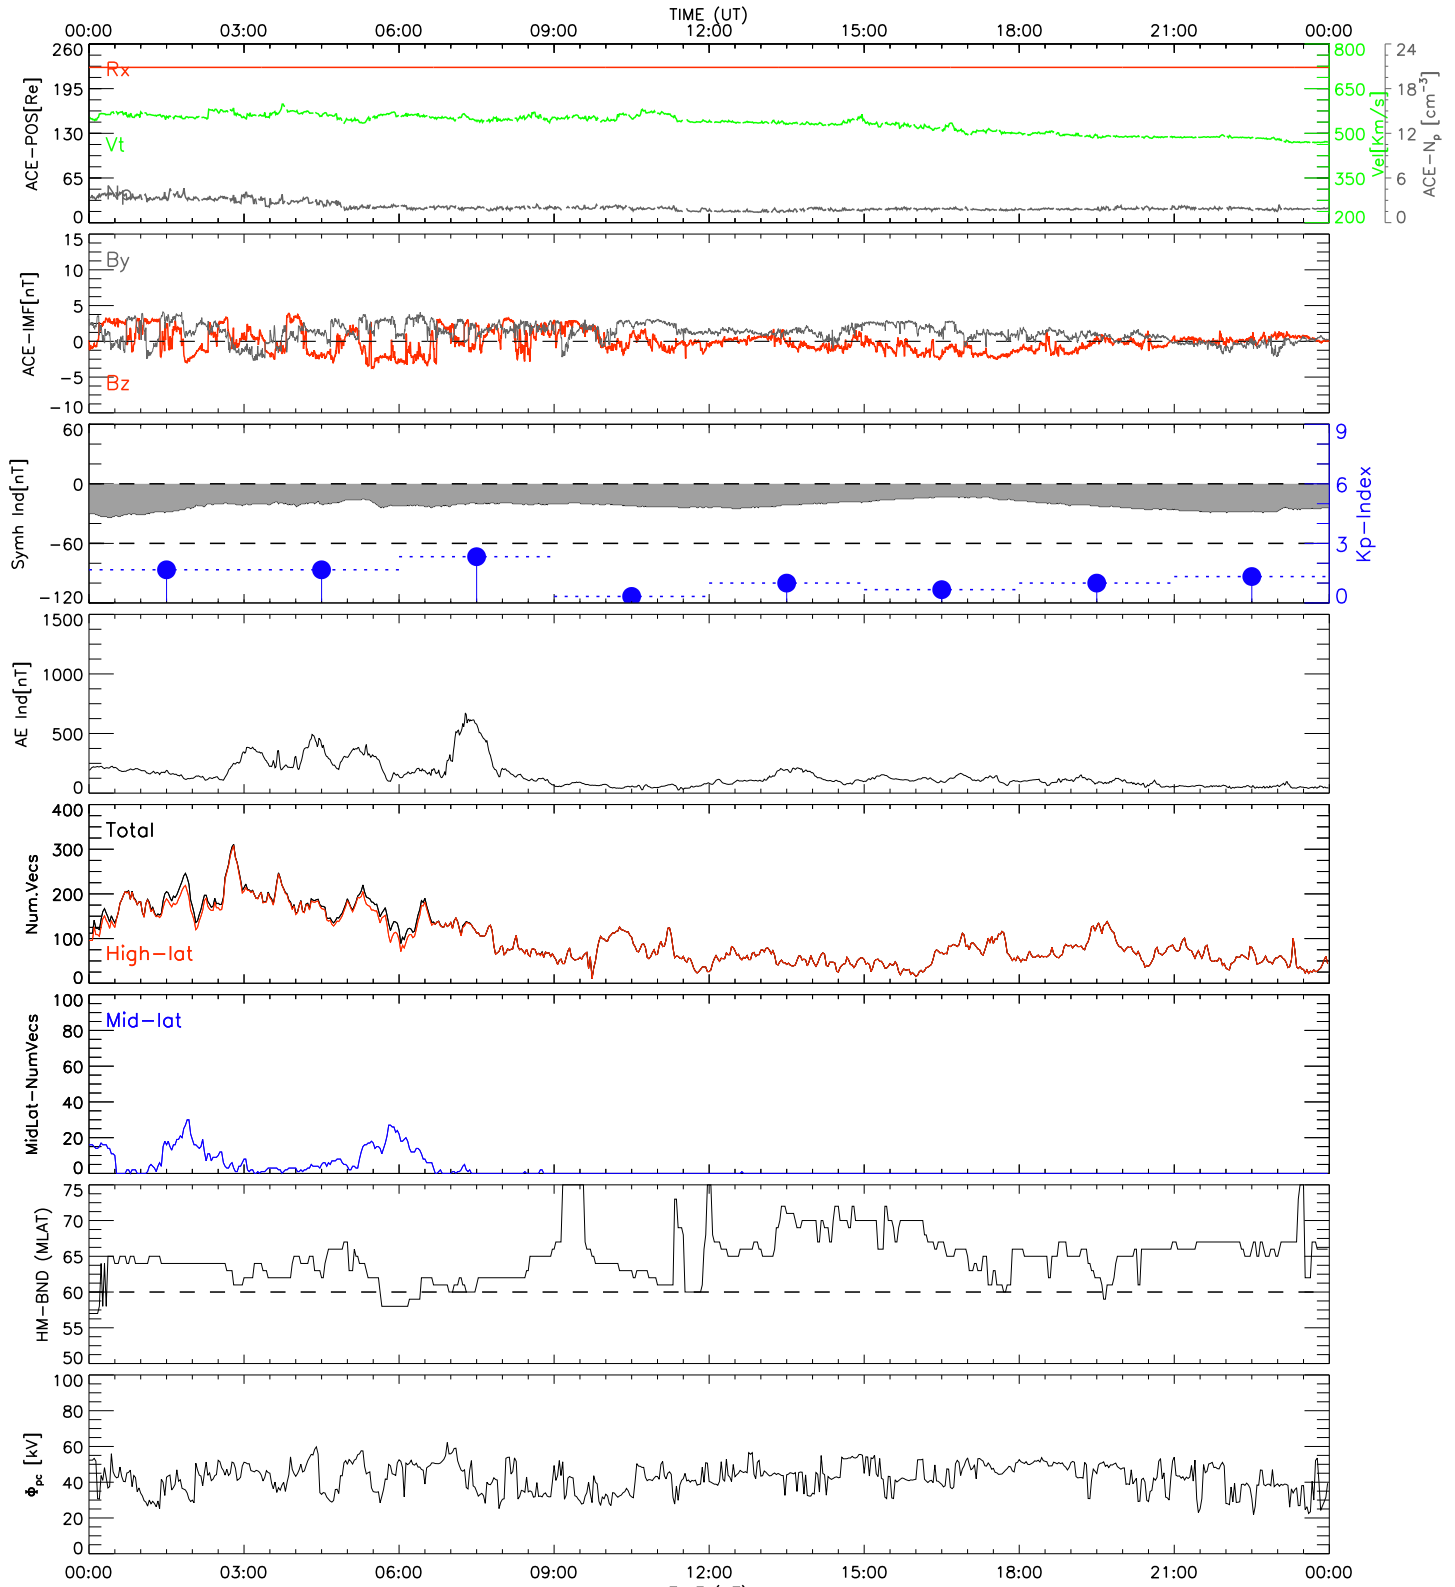 TIME (UT)
00:00 03:00 06:00 09:00 12:00 15:00 18:00 21:00 00:00
ACE-POS[Re]
260
195
130
65
0
Rx
Vt
Np
800
650
500
350
200
Vel[Km/s]
24
18
12
6
0
ACE-Np [cm⁻³]
ACE-IMF[nT]
15
10
5
0
-5
-10
By
Bz
Symh Ind[nT]
60
0
-60
-120
9
6
3
0
Kp-Index
AE Ind[nT]
1500
1000
500
0
Num.Vecs
400
300
200
100
0
Total
High-lat
MidLat-NumVecs
100
80
60
40
20
0
Mid-lat
HM-BND (MLAT)
75
70
65
60
55
50
Φpc [kV]
100
80
60
40
20
0
00:00 03:00 06:00 09:00 12:00 15:00 18:00 21:00 00:00